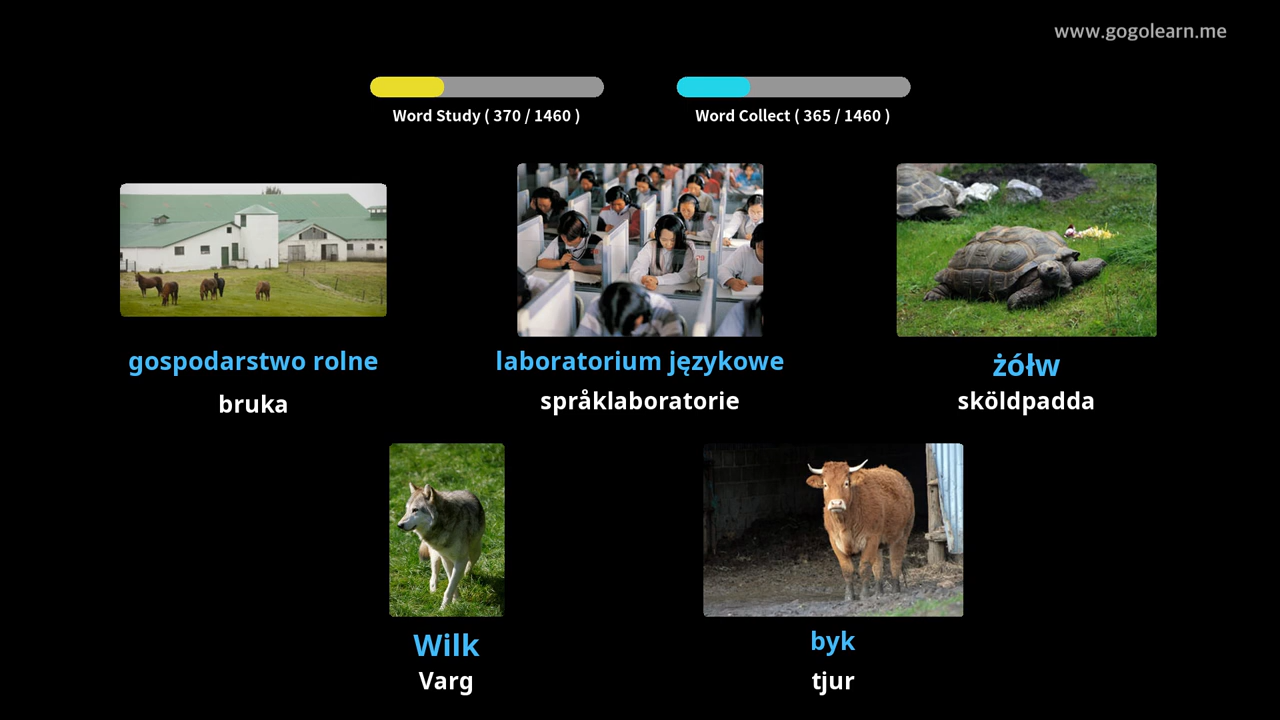 www.gogolearn.me
Word Study ( 370 / 1460 )
Word Collect ( 365 / 1460 )
gospodarstwo rolne
laboratorium językowe
żółw
bruka
språklaboratorie
sköldpadda
Wilk
byk
Varg
tjur